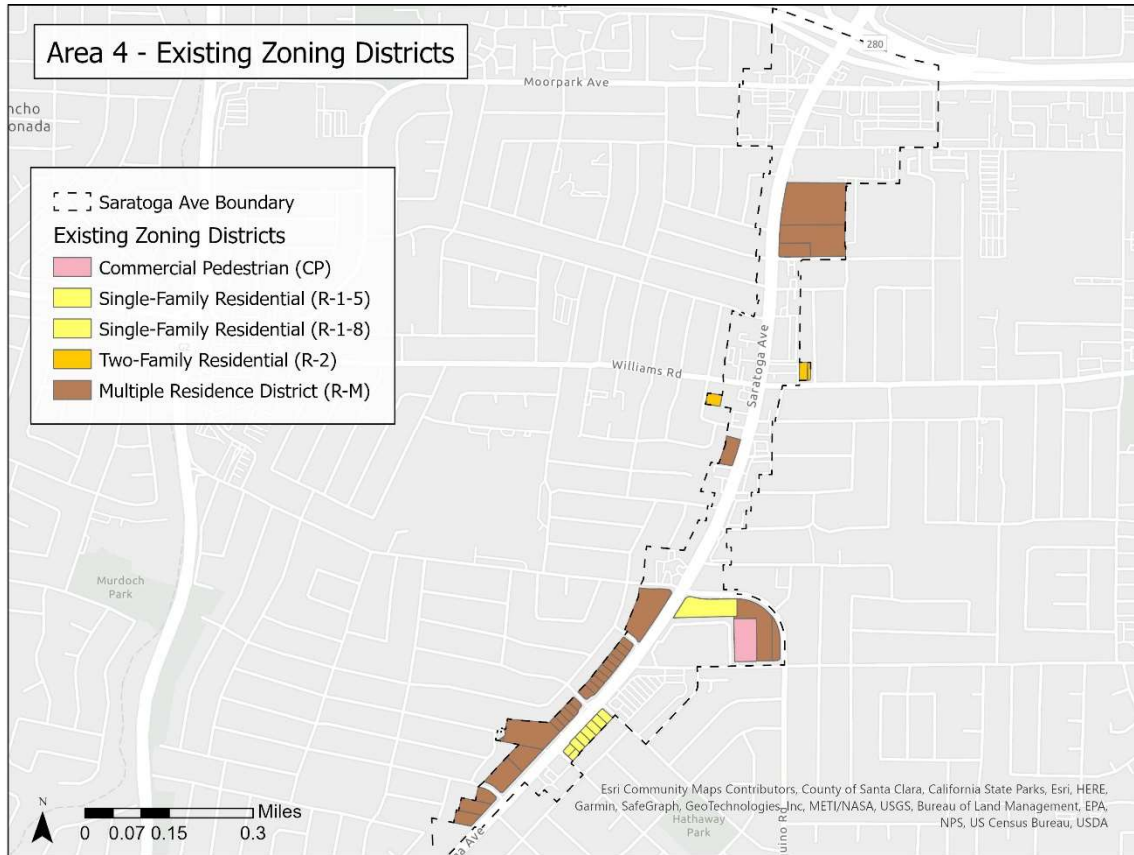 Area 4 - Existing Zoning Districts
280
Moorpark Ave
ncho
onada
Saratoga Ave Boundary
Existing Zoning Districts
Commercial Pedestrian (CP)
Single-Family Residential (R-1-5)
Single-Family Residential (R-1-8)
Two-Family Residential (R-2)
Multiple Residence District (R-M)
Williams Rd
Saratoga Ave
Murdoch
Park
N
Miles
0 0.07 0.15 0.3
ga Ave
Hathaway
Park
uino Rd
Esri Community Maps Contributors, County of Santa Clara, California State Parks, Esri, HERE,
Garmin, SafeGraph, GeoTechnologies, Inc, METI/NASA, USGS, Bureau of Land Management, EPA,
NPS, US Census Bureau, USDA